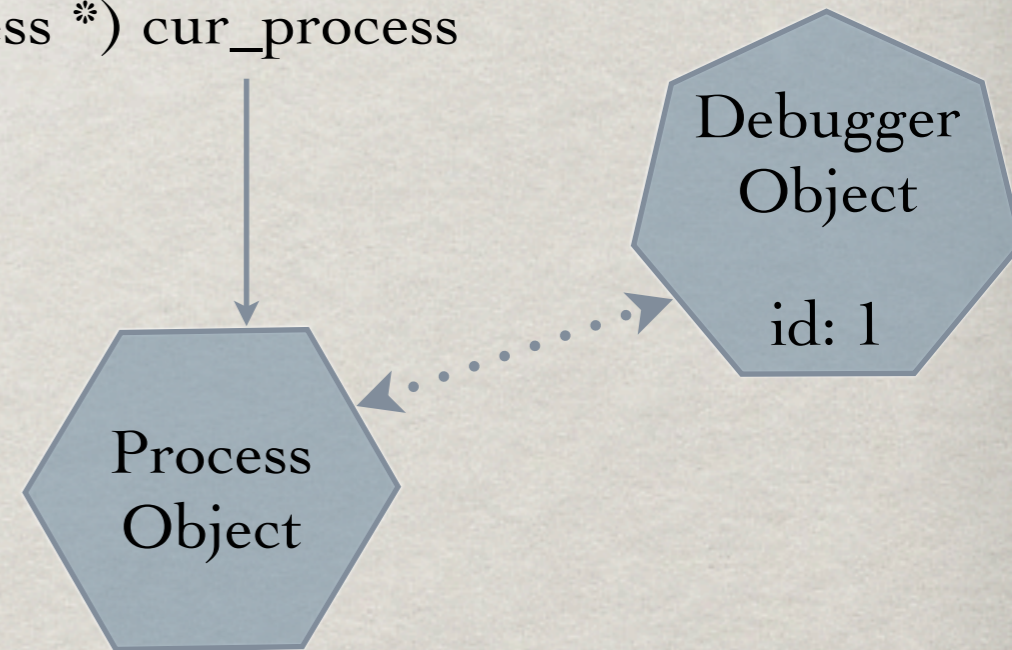 ss *) cur_process
Debugger
Object
id: 1
Process
Object